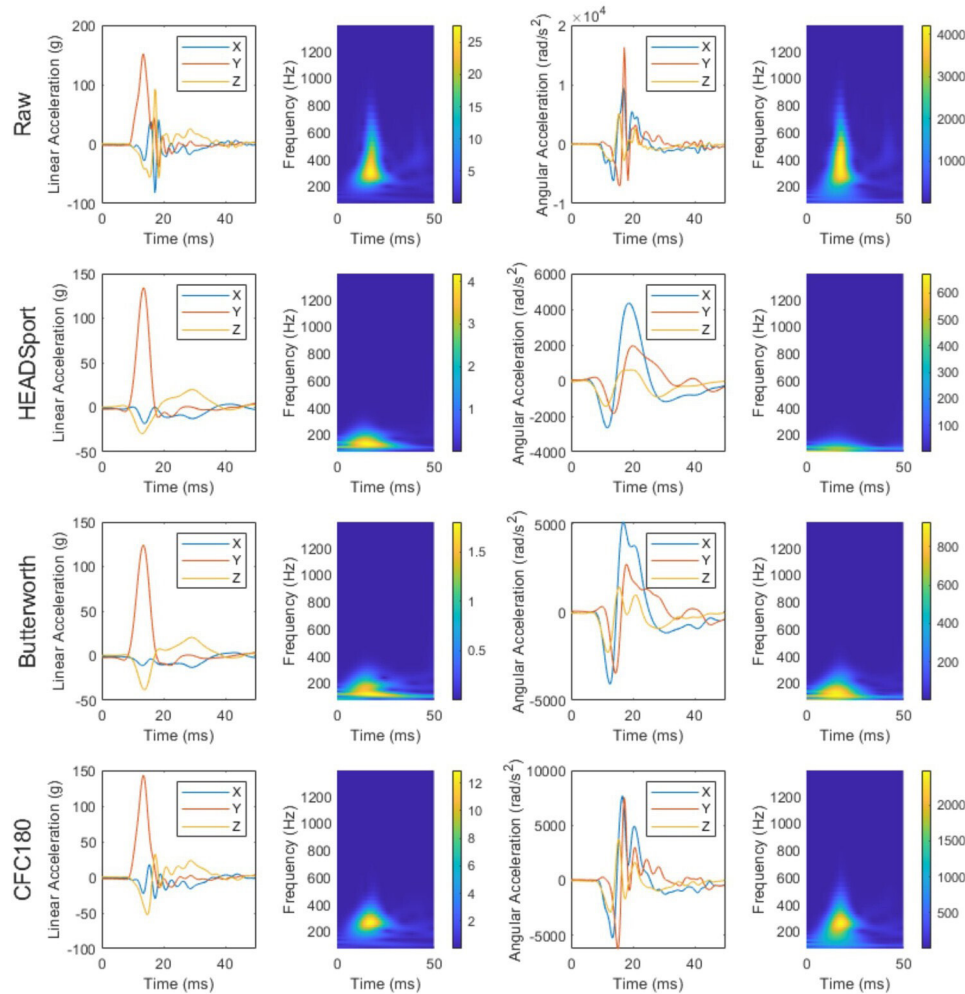 Raw
Linear Acceleration (g)
200
100
0
-100
X
Y
Z
0 20 40
Time (ms)
Frequency (Hz)
1200
1000
800
600
400
200
0 50
Time (ms)
25
20
15
10
5
Angular Acceleration (rad/s²)
2 ×10⁴
1
0
-1
X
Y
Z
0 20 40
Time (ms)
Frequency (Hz)
1200
1000
800
600
400
200
0 50
Time (ms)
4000
3000
2000
1000
HEADSport
Linear Acceleration (g)
150
100
50
0
-50
X
Y
Z
0 20 40
Time (ms)
Frequency (Hz)
1200
1000
800
600
400
200
0 50
Time (ms)
4
3
2
1
Angular Acceleration (rad/s²)
6000
4000
2000
0
-2000
-4000
X
Y
Z
0 20 40
Time (ms)
Frequency (Hz)
1200
1000
800
600
400
200
0 50
Time (ms)
600
500
400
300
200
100
Butterworth
Linear Acceleration (g)
150
100
50
0
-50
X
Y
Z
0 20 40
Time (ms)
Frequency (Hz)
1200
1000
800
600
400
200
0 50
Time (ms)
1.5
1
0.5
Angular Acceleration (rad/s²)
5000
0
-5000
X
Y
Z
0 20 40
Time (ms)
Frequency (Hz)
1200
1000
800
600
400
200
0 50
Time (ms)
800
600
400
200
CFC180
Linear Acceleration (g)
150
100
50
0
-50
-100
X
Y
Z
0 20 40
Time (ms)
Frequency (Hz)
1200
1000
800
600
400
200
0 50
Time (ms)
12
10
8
6
4
2
Angular Acceleration (rad/s²)
10000
5000
0
-5000
X
Y
Z
0 20 40
Time (ms)
Frequency (Hz)
1200
1000
800
600
400
200
0 50
Time (ms)
2000
1500
1000
500